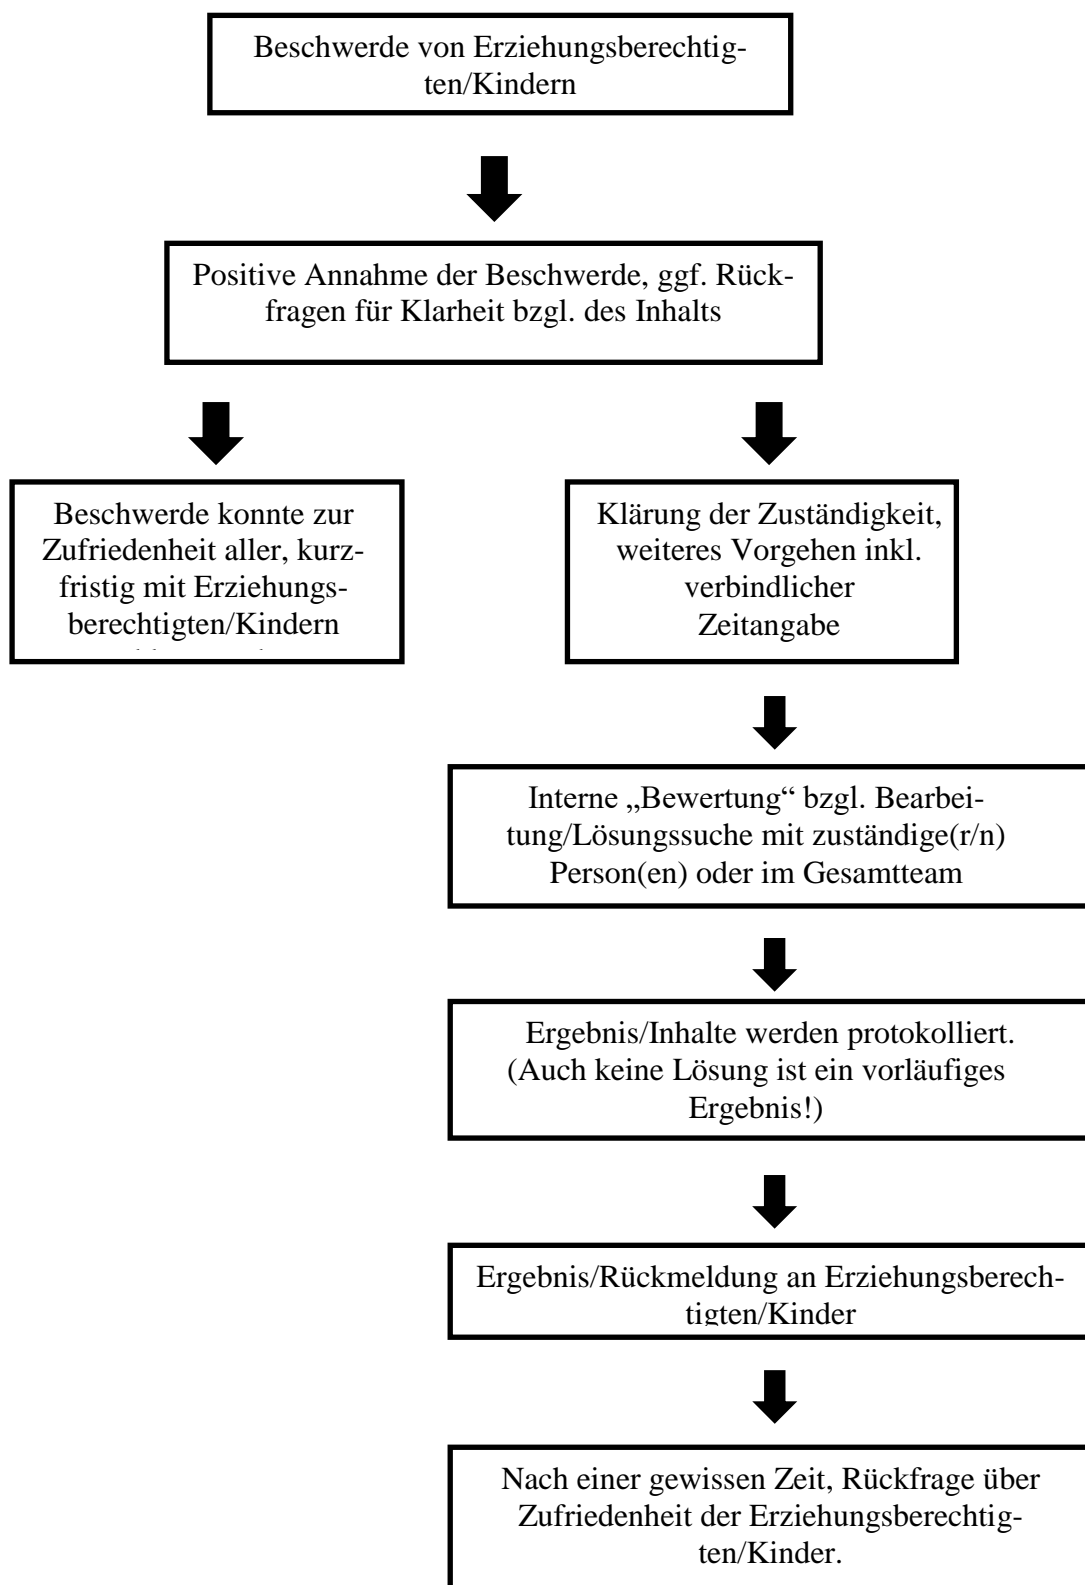 Beschwerde von Erziehungsberechtig-
ten/Kindern
Positive Annahme der Beschwerde, ggf. Rück-
fragen für Klarheit bzgl. des Inhalts
Beschwerde konnte zur
Zufriedenheit aller, kurz-
fristig mit Erziehungs-
berechtigten/Kindern
Klärung der Zuständigkeit,
weiteres Vorgehen inkl.
verbindlicher
Zeitangabe
Interne „Bewertung“ bzgl. Bearbei-
tung/Lösungssuche mit zuständige(r/n)
Person(en) oder im Gesamtteam
Ergebnis/Inhalte werden protokolliert.
(Auch keine Lösung ist ein vorläufiges
Ergebnis!)
Ergebnis/Rückmeldung an Erziehungsberech-
tigten/Kinder
Nach einer gewissen Zeit, Rückfrage über
Zufriedenheit der Erziehungsberechtig-
ten/Kinder.